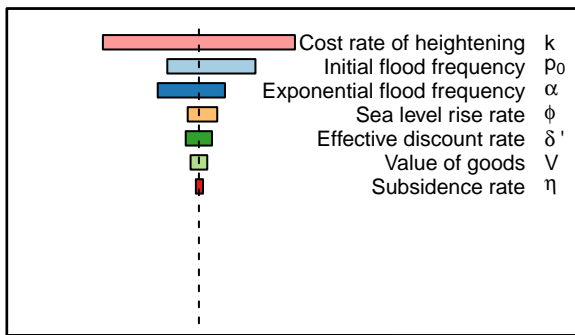 Cost rate of heightening k
Initial flood frequency p₀
Exponential flood frequency α
Sea level rise rate ϕ
Effective discount rate δ'
Value of goods V
Subsidence rate η